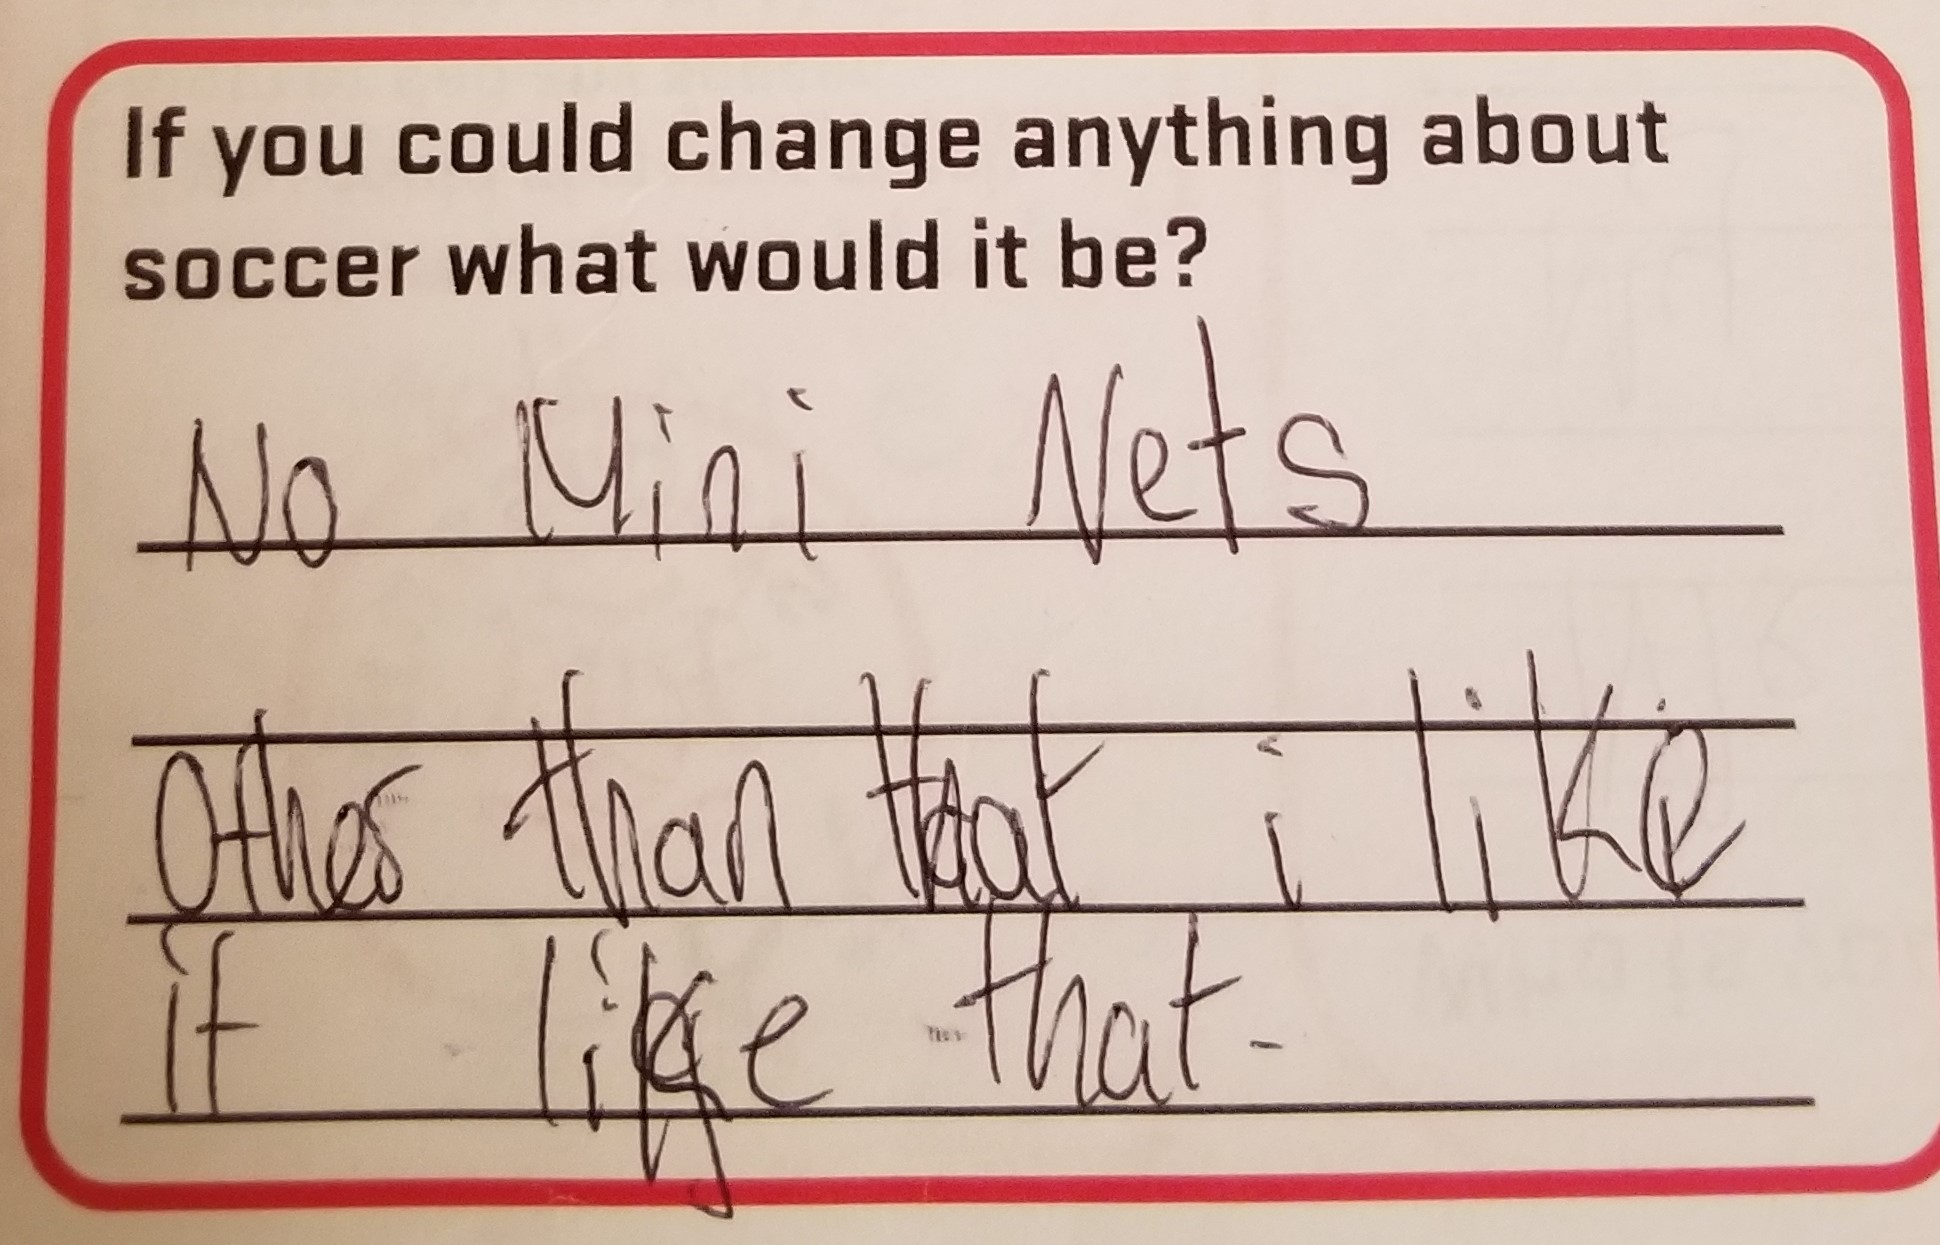 If you could change anything about
soccer what would it be?
No Mini Nets
Other than that i like
it like that.